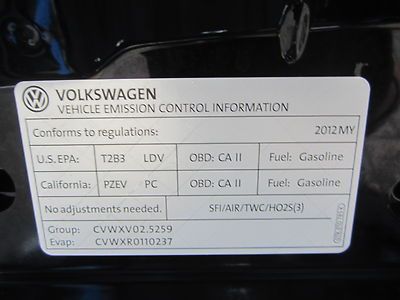 VOLKSWAGEN
VEHICLE EMISSION CONTROL INFORMATION
Conforms to regulations: 2012 MY
U.S. EPA: T2B3 LDV OBD: CA II Fuel: Gasoline
California: PZEV PC OBD: CA II Fuel: Gasoline
No adjustments needed. SFI/AIR/TWC/HO2S(3)
Group: CVWXV02.5259
Evap: CVWXR0110237